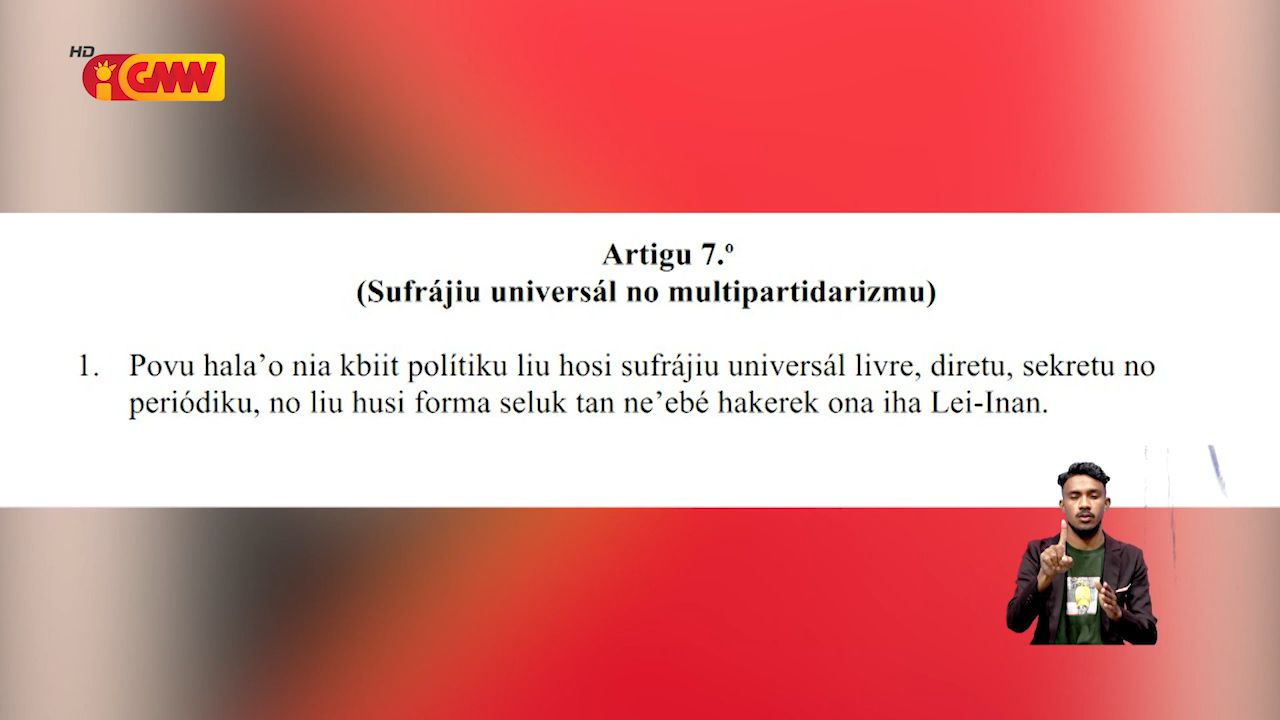 HD
GMW
Artigu 7.º
(Sufrájiu universál no multipartidarizmu)
1. Povu hala’o nia kbiit polítiku liu hosi sufrájiu universál livre, diretu, sekretu no
periódiku, no liu husi forma seluk tan ne’ebé hakerek ona iha Lei-Inan.